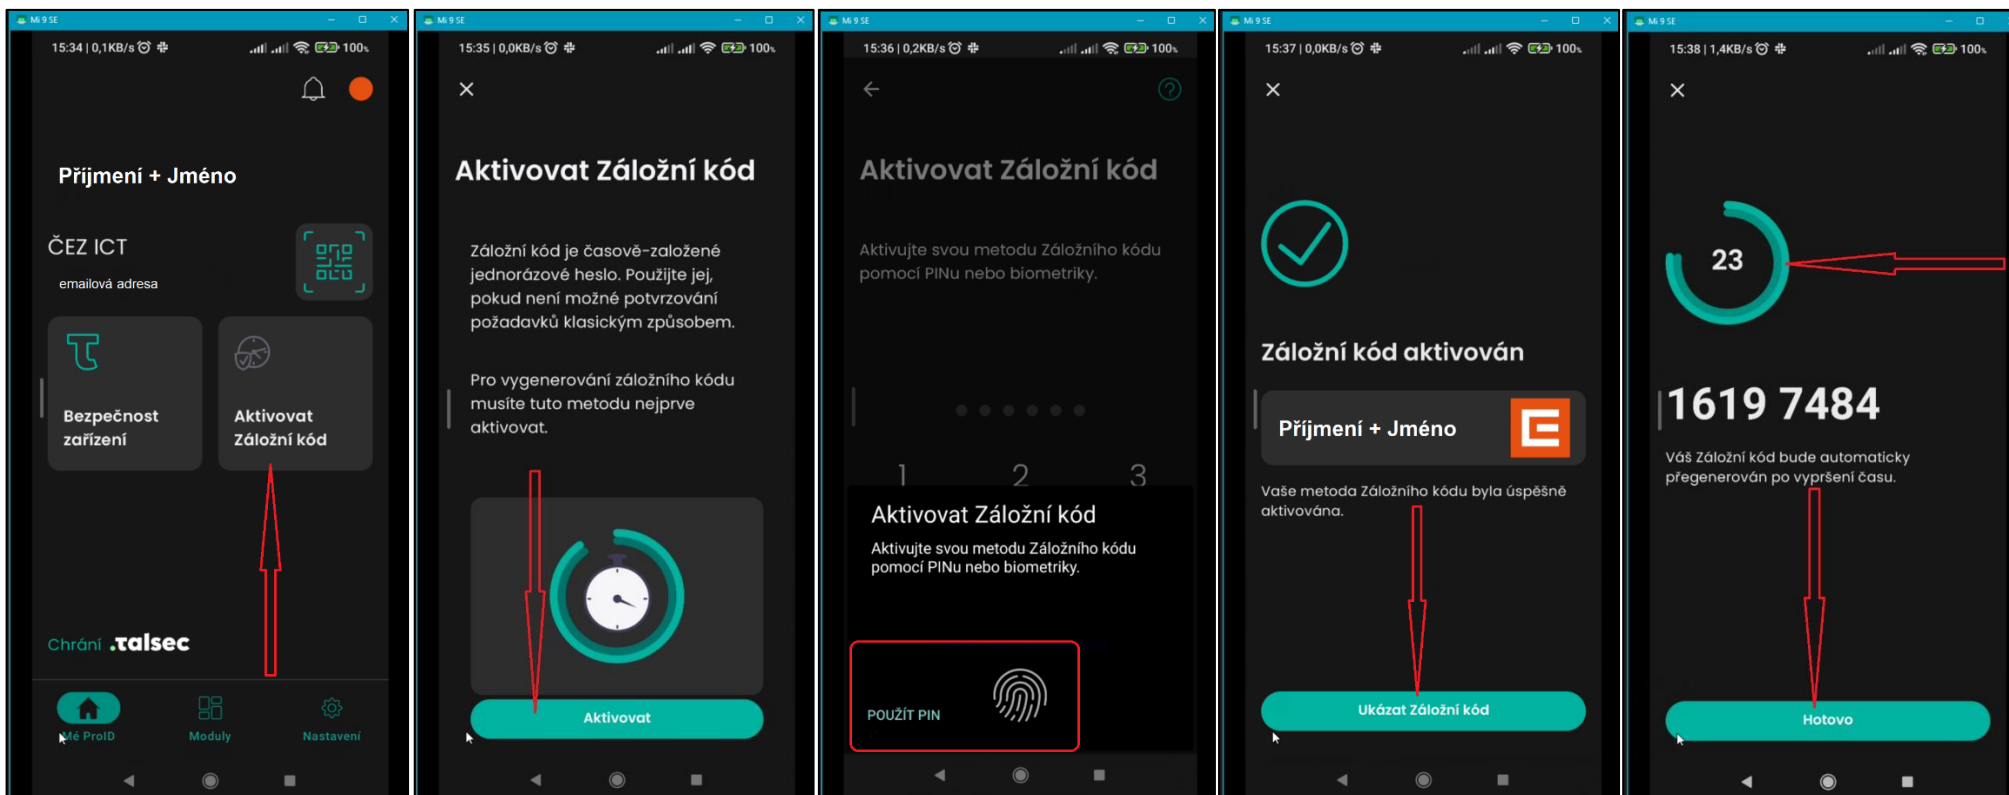 Mi 9 SE
15:34 | 0,1KB/s 100%
Příjmení + Jméno
ČEZ ICT
emailová adresa
Bezpečnost
zařízení
Aktivovat
Záložní kód
Chrání .talsec
Mé ProID
Moduly
Nastavení
Mi 9 SE
15:35 | 0,0KB/s 100%
Aktivovat Záložní kód
Záložní kód je časově-založené
jednorázové heslo. Použijte jej,
pokud není možné potvrzování
požadavků klasickým způsobem.
Pro vygenerování záložního kódu
musíte tuto metodu nejprve
aktivovat.
Aktivovat
Mi 9 SE
15:36 | 0,2KB/s 100%
Aktivovat Záložní kód
Aktivujte svou metodu Záložního kódu
pomocí PINu nebo biometriky.
1 2 3
Aktivovat Záložní kód
Aktivujte svou metodu Záložního kódu
pomocí PINu nebo biometriky.
POUŽÍT PIN
Mi 9 SE
15:37 | 0,0KB/s 100%
Záložní kód aktivován
Příjmení + Jméno
Vaše metoda Záložního kódu byla úspěšně
aktivována.
Ukázat Záložní kód
Mi 9 SE
15:38 | 1,4KB/s 100%
23
1619 7484
Váš Záložní kód bude automaticky
přegenerován po vypršení času.
Hotovo